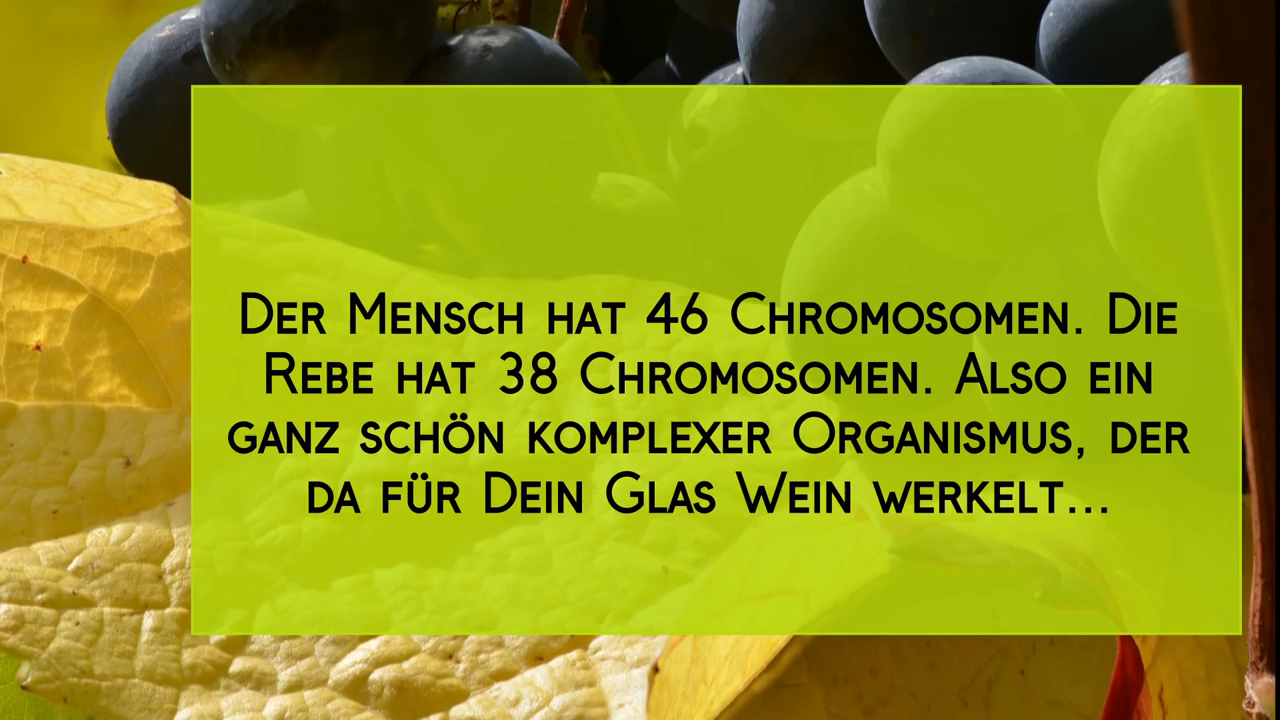 Der Mensch hat 46 Chromosomen. Die
Rebe hat 38 Chromosomen. Also ein
ganz schön komplexer Organismus, der
da für Dein Glas Wein werkelt...